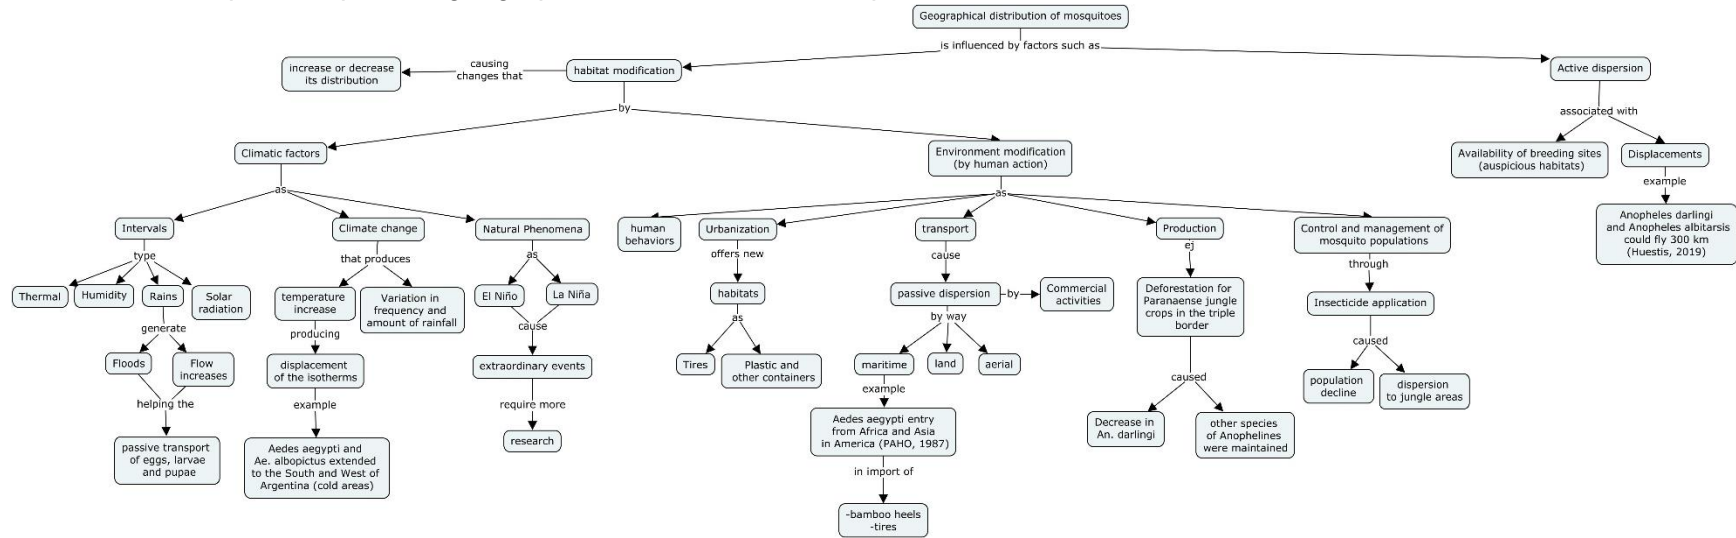 Geographical distribution of mosquitoes
is influenced by factors such as
increase or decrease
its distribution
causing
changes that
habitat modification
Active dispersion
by
associated with
Climatic factors
Environment modification
(by human action)
Availability of breeding sites
(auspicious habitats)
Displacements
example
Anopheles darlingi
and Anopheles albitarsis
could fly 300 km
(Huestis, 2019)
as
as
Intervals
Climate change
Natural Phenomena
human
behaviors
Urbanization
transport
Production
Control and management of
mosquito populations
type
that produces
as
offers new
cause
ej
through
Thermal
Humidity
Rains
Solar
radiation
temperature
increase
Variation in
frequency and
amount of rainfall
El Niño
La Niña
habitats
passive dispersion
by
Commercial
activities
Deforestation for
Paranaense jungle
crops in the triple
border
Insecticide application
generate
producing
cause
as
by way
caused
Floods
Flow
increases
displacement
of the isotherms
extraordinary events
Tires
Plastic and
other containers
maritime
land
aerial
caused
population
decline
dispersion
to jungle areas
helping the
example
require more
example
passive transport
of eggs, larvae
and pupae
Aedes aegypti and
Ae. albopictus extended
to the South and West of
Argentina (cold areas)
research
Aedes aegypti entry
from Africa and Asia
in America (PAHO, 1987)
Decrease in
An. darlingi
other species
of Anophelines
were maintained
in import of
-bamboo heels
-tires